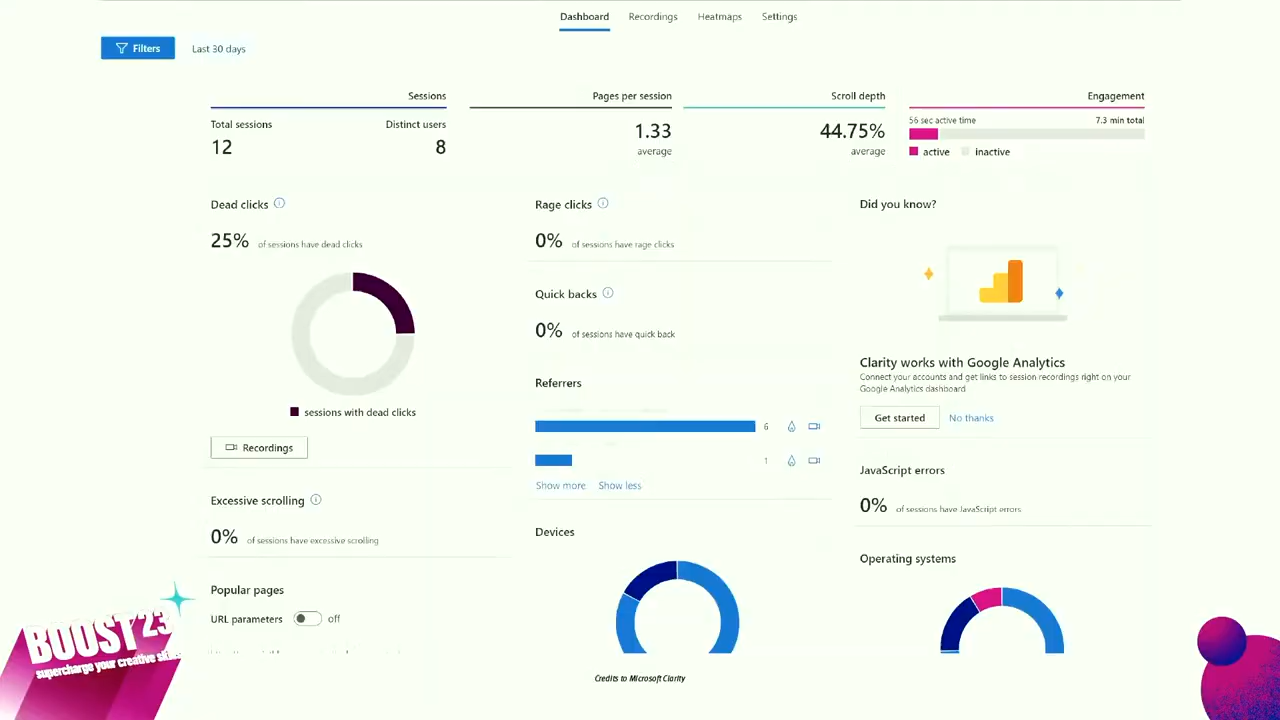 Dashboard
Recordings
Heatmaps
Settings
Filters
Last 30 days
Sessions
Total sessions
Distinct users
12
8
Pages per session
1.33
average
Scroll depth
44.75%
average
Engagement
56 sec active time
7.3 min total
active
inactive
Dead clicks
25% of sessions have dead clicks
sessions with dead clicks
Recordings
Excessive scrolling
0% of sessions have excessive scrolling
Popular pages
URL parameters
off
Rage clicks
0% of sessions have rage clicks
Quick backs
0% of sessions have quick back
Referrers
6
1
Show more
Show less
Devices
Did you know?
Clarity works with Google Analytics
Connect your accounts and get links to session recordings right on your
Google Analytics dashboard
Get started
No thanks
JavaScript errors
0% of sessions have JavaScript errors
Operating systems
BOOST23
supercharge your creative
Credits to Microsoft Clarity